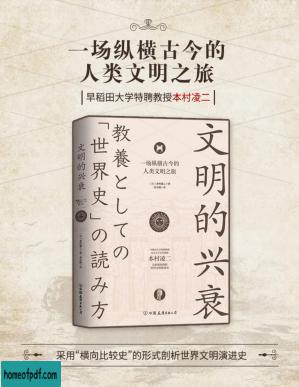 一场纵横古今的
人类文明之旅
早稻田大学特聘教授本村凌二
文明的兴衰
教養としての
「世界史」の読み方
一场纵横古今的
人类文明之旅
本村凌二
文明的兴衰
采用“横向比较史”的形式剖析世界文明演进史
homeofpdf.com
homeofpdf.com